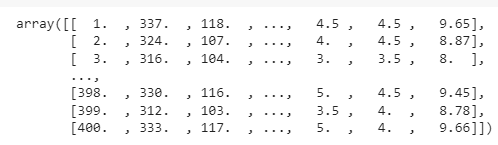 array([[  1.  , 337.  , 118.  , ...,   4.5 ,   4.5 ,   9.65],
       [  2.  , 324.  , 107.  , ...,   4.  ,   4.5 ,   8.87],
       [  3.  , 316.  , 104.  , ...,   3.  ,   3.5 ,   8.  ],
       ...,
       [398.  , 330.  , 116.  , ...,   5.  ,   4.5 ,   9.45],
       [399.  , 312.  , 103.  , ...,   3.5 ,   4.  ,   8.78],
       [400.  , 333.  , 117.  , ...,   5.  ,   4.  ,   9.66]])